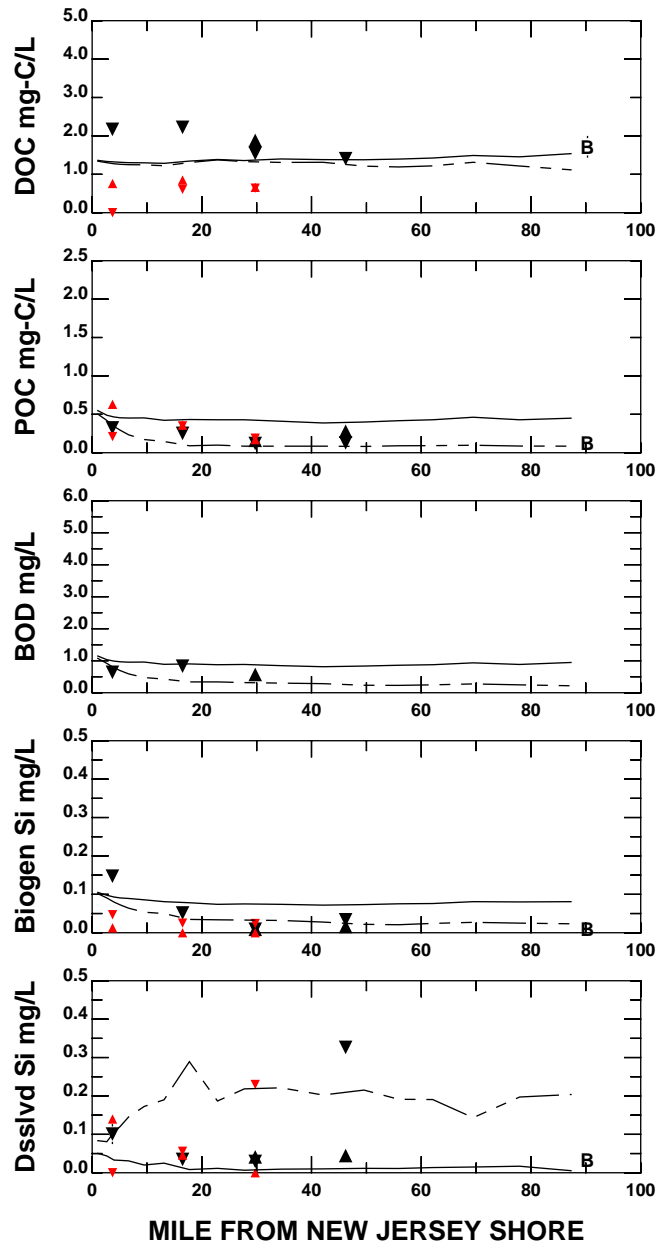 5.0
4.0
3.0
2.0
1.0
0.0
DOC mg-C/L
B
0 20 40 60 80 100
2.5
2.0
1.5
1.0
0.5
0.0
POC mg-C/L
B
0 20 40 60 80 100
6.0
5.0
4.0
3.0
2.0
1.0
0.0
BOD mg/L
0 20 40 60 80 100
0.5
0.4
0.3
0.2
0.1
0.0
Biogen Si mg/L
B
0 20 40 60 80 100
0.5
0.4
0.3
0.2
0.1
0.0
Dsslvd Si mg/L
B
0 20 40 60 80 100
MILE FROM NEW JERSEY SHORE